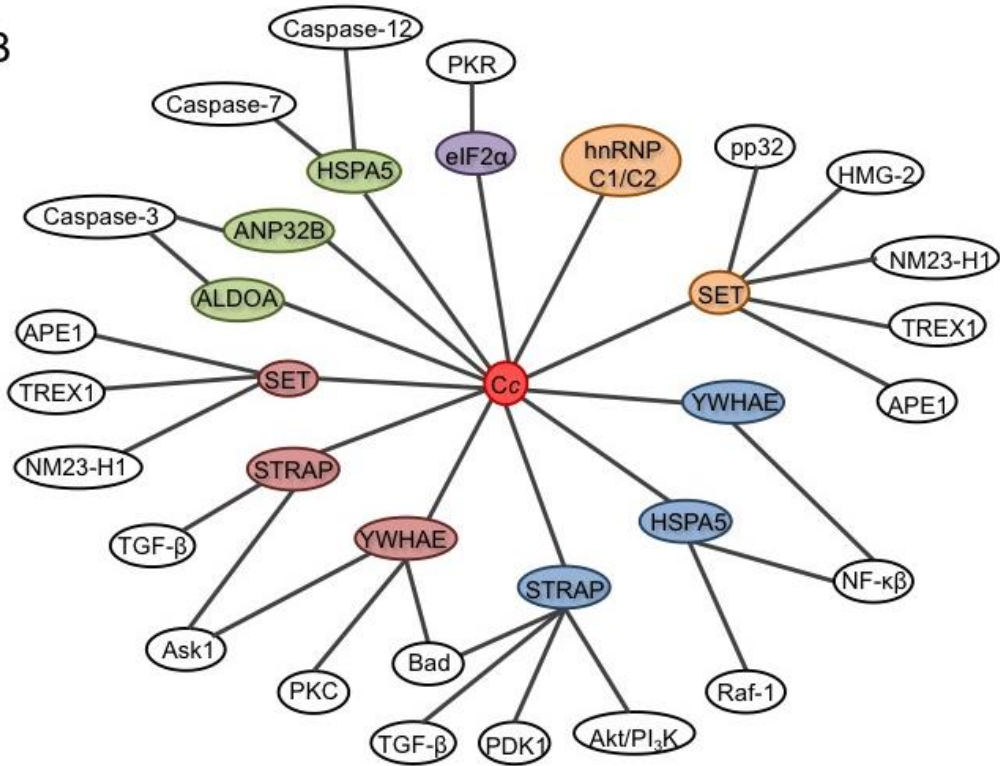 B
Caspase-12
PKR
Caspase-7
eIF2α
hnRNP
C1/C2
pp32
HSPA5
HMG-2
Caspase-3
ANP32B
NM23-H1
ALDOA
SET
TREX1
APE1
SET
Cc
YWHAE
APE1
TREX1
NM23-H1
STRAP
HSPA5
TGF-β
YWHAE
STRAP
NF-κβ
Ask1
Bad
PKC
Raf-1
TGF-β
PDK1
Akt/PI₃K